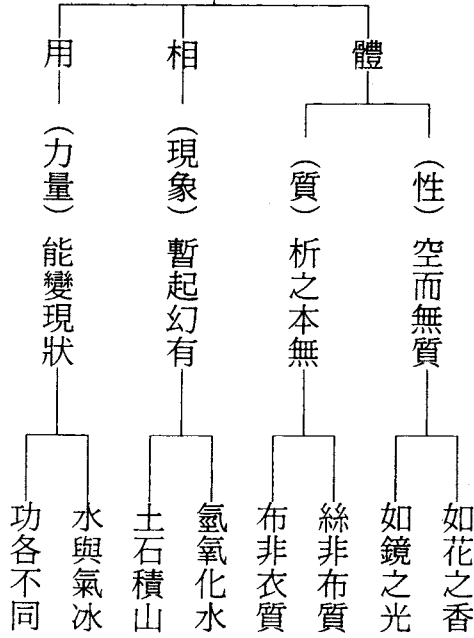 體
（性）空而無質
如花之香
如鏡之光
（質）析之本無
絲非布質
布非衣質
相
（現象）暫起幻有
氫氧化水
土石積山
用
（力量）能變現狀
水與氣冰
功各不同